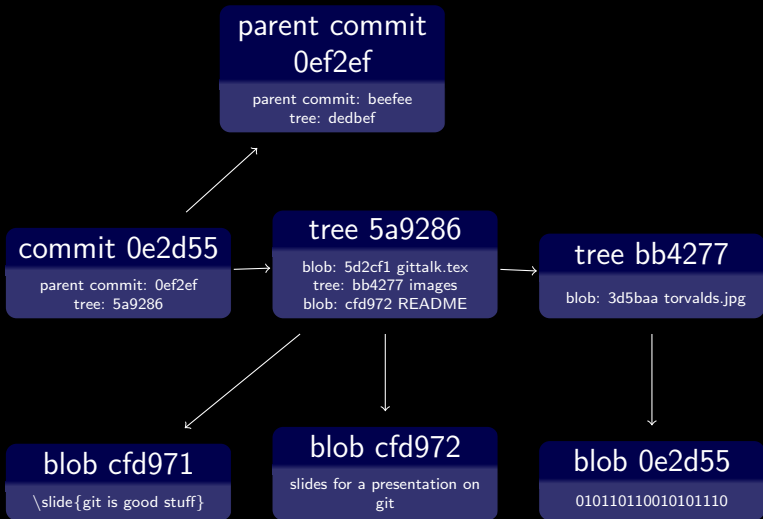 parent commit
0ef2ef
parent commit: beefee
tree: dedbef
commit 0e2d55
parent commit: 0ef2ef
tree: 5a9286
tree 5a9286
blob: 5d2cf1 gittalk.tex
tree: bb4277 images
blob: cfd972 README
tree bb4277
blob: 3d5baa torvalds.jpg
blob cfd971
\slide{git is good stuff}
blob cfd972
slides for a presentation on
git
blob 0e2d55
010110110010101110